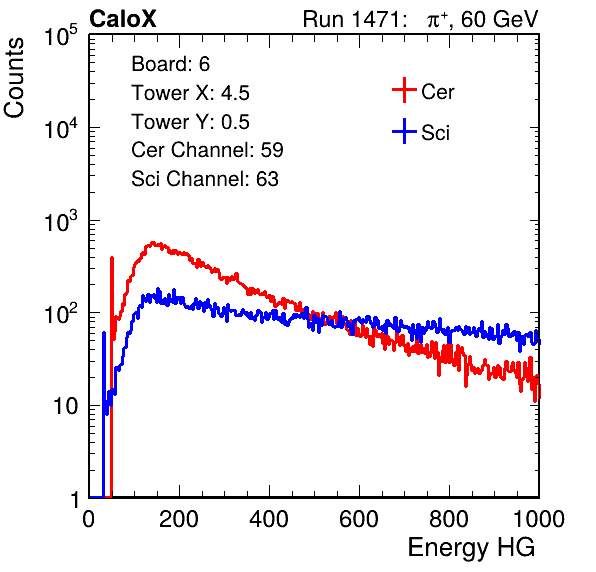 CaloX
Run 1471: π⁺, 60 GeV
Counts
Board: 6
Tower X: 4.5
Tower Y: 0.5
Cer Channel: 59
Sci Channel: 63
Cer
Sci
10⁵
10⁴
10³
10²
10
1
0 200 400 600 800 1000
Energy HG